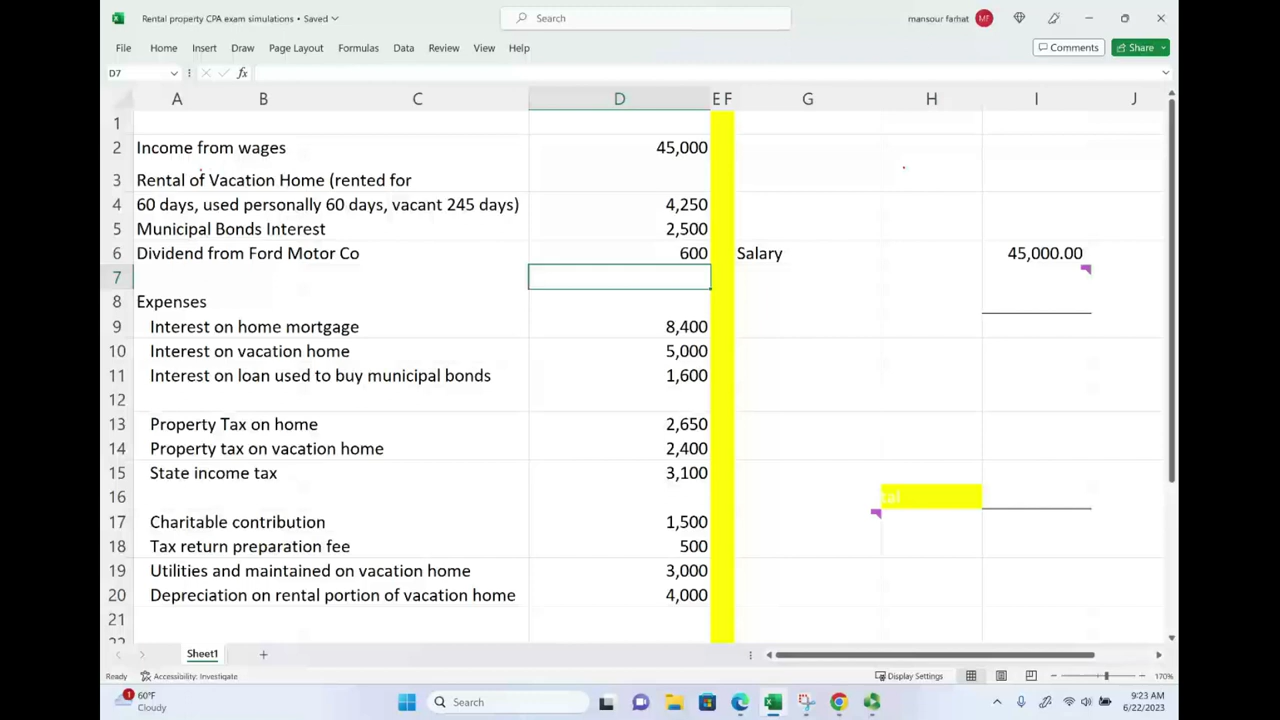 Rental property CPA exam simulations • Saved
Search
mansour farhat MF
File Home Insert Draw Page Layout Formulas Data Review View Help
Comments Share
D7 fx
A B C D E F G H I J
1
2 Income from wages 45,000
3 Rental of Vacation Home (rented for
4 60 days, used personally 60 days, vacant 245 days) 4,250
5 Municipal Bonds Interest 2,500
6 Dividend from Ford Motor Co 600 Salary 45,000.00
7
8 Expenses
9 Interest on home mortgage 8,400
10 Interest on vacation home 5,000
11 Interest on loan used to buy municipal bonds 1,600
12
13 Property Tax on home 2,650
14 Property tax on vacation home 2,400
15 State income tax 3,100
16 tal
17 Charitable contribution 1,500
18 Tax return preparation fee 500
19 Utilities and maintained on vacation home 3,000
20 Depreciation on rental portion of vacation home 4,000
21
22
Sheet1
Ready Accessibility: Investigate Display Settings 170%
1 60°F
Cloudy
Search
9:23 AM
6/22/2023